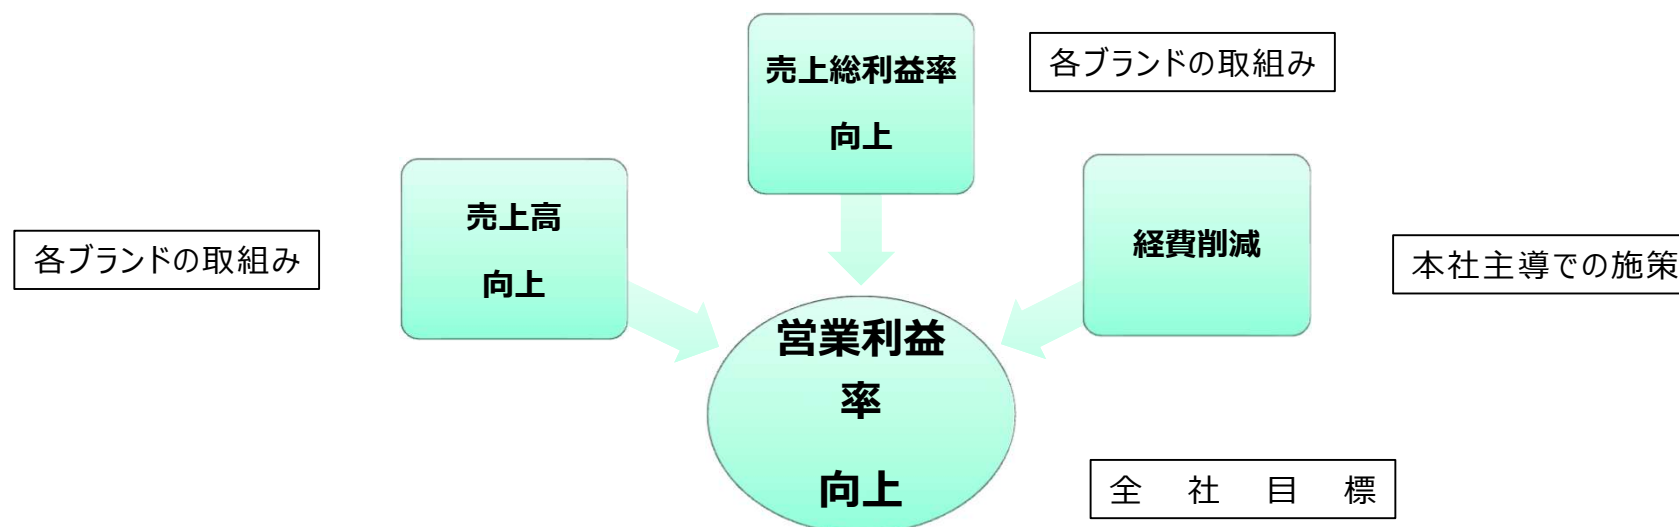 売上総利益率
向上
各ブランドの取組み
売上高
向上
各ブランドの取組み
経費削減
本社主導での施策
営業利益
率
向上
全社目標